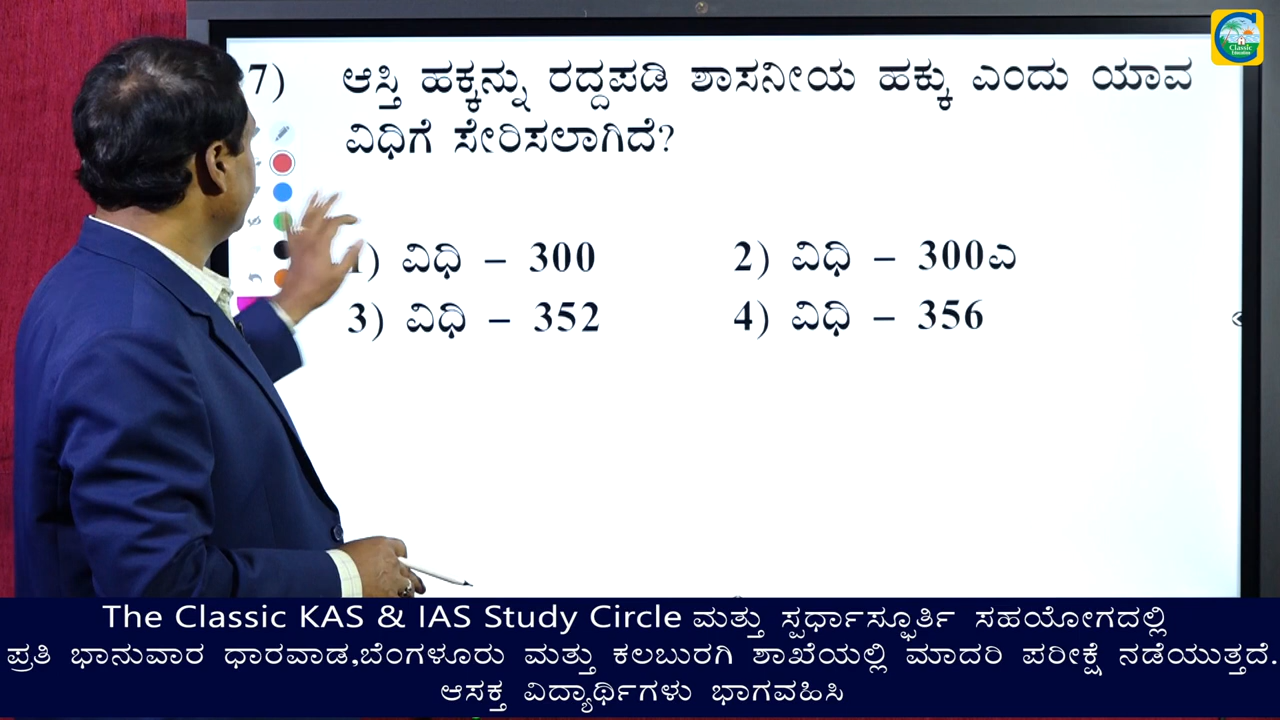 7) ಆಸ್ತಿ ಹಕ್ಕನ್ನು ರದ್ದಪಡಿ ಶಾಸನೀಯ ಹಕ್ಕು ಎಂದು ಯಾವ
ವಿಧಿಗೆ ಸೇರಿಸಲಾಗಿದೆ?
1) ವಿಧಿ – 300 2) ವಿಧಿ – 300ಎ
3) ವಿಧಿ – 352 4) ವಿಧಿ – 356
Classic
Education
The Classic KAS & IAS Study Circle ಮತ್ತು ಸ್ಪರ್ಧಾಸ್ಫೂರ್ತಿ ಸಹಯೋಗದಲ್ಲಿ
ಪ್ರತಿ ಭಾನುವಾರ ಧಾರವಾಡ,ಬೆಂಗಳೂರು ಮತ್ತು ಕಲಬುರಗಿ ಶಾಖೆಯಲ್ಲಿ ಮಾದರಿ ಪರೀಕ್ಷೆ ನಡೆಯುತ್ತದೆ.
ಆಸಕ್ತ ವಿದ್ಯಾರ್ಥಿಗಳು ಭಾಗವಹಿಸಿ